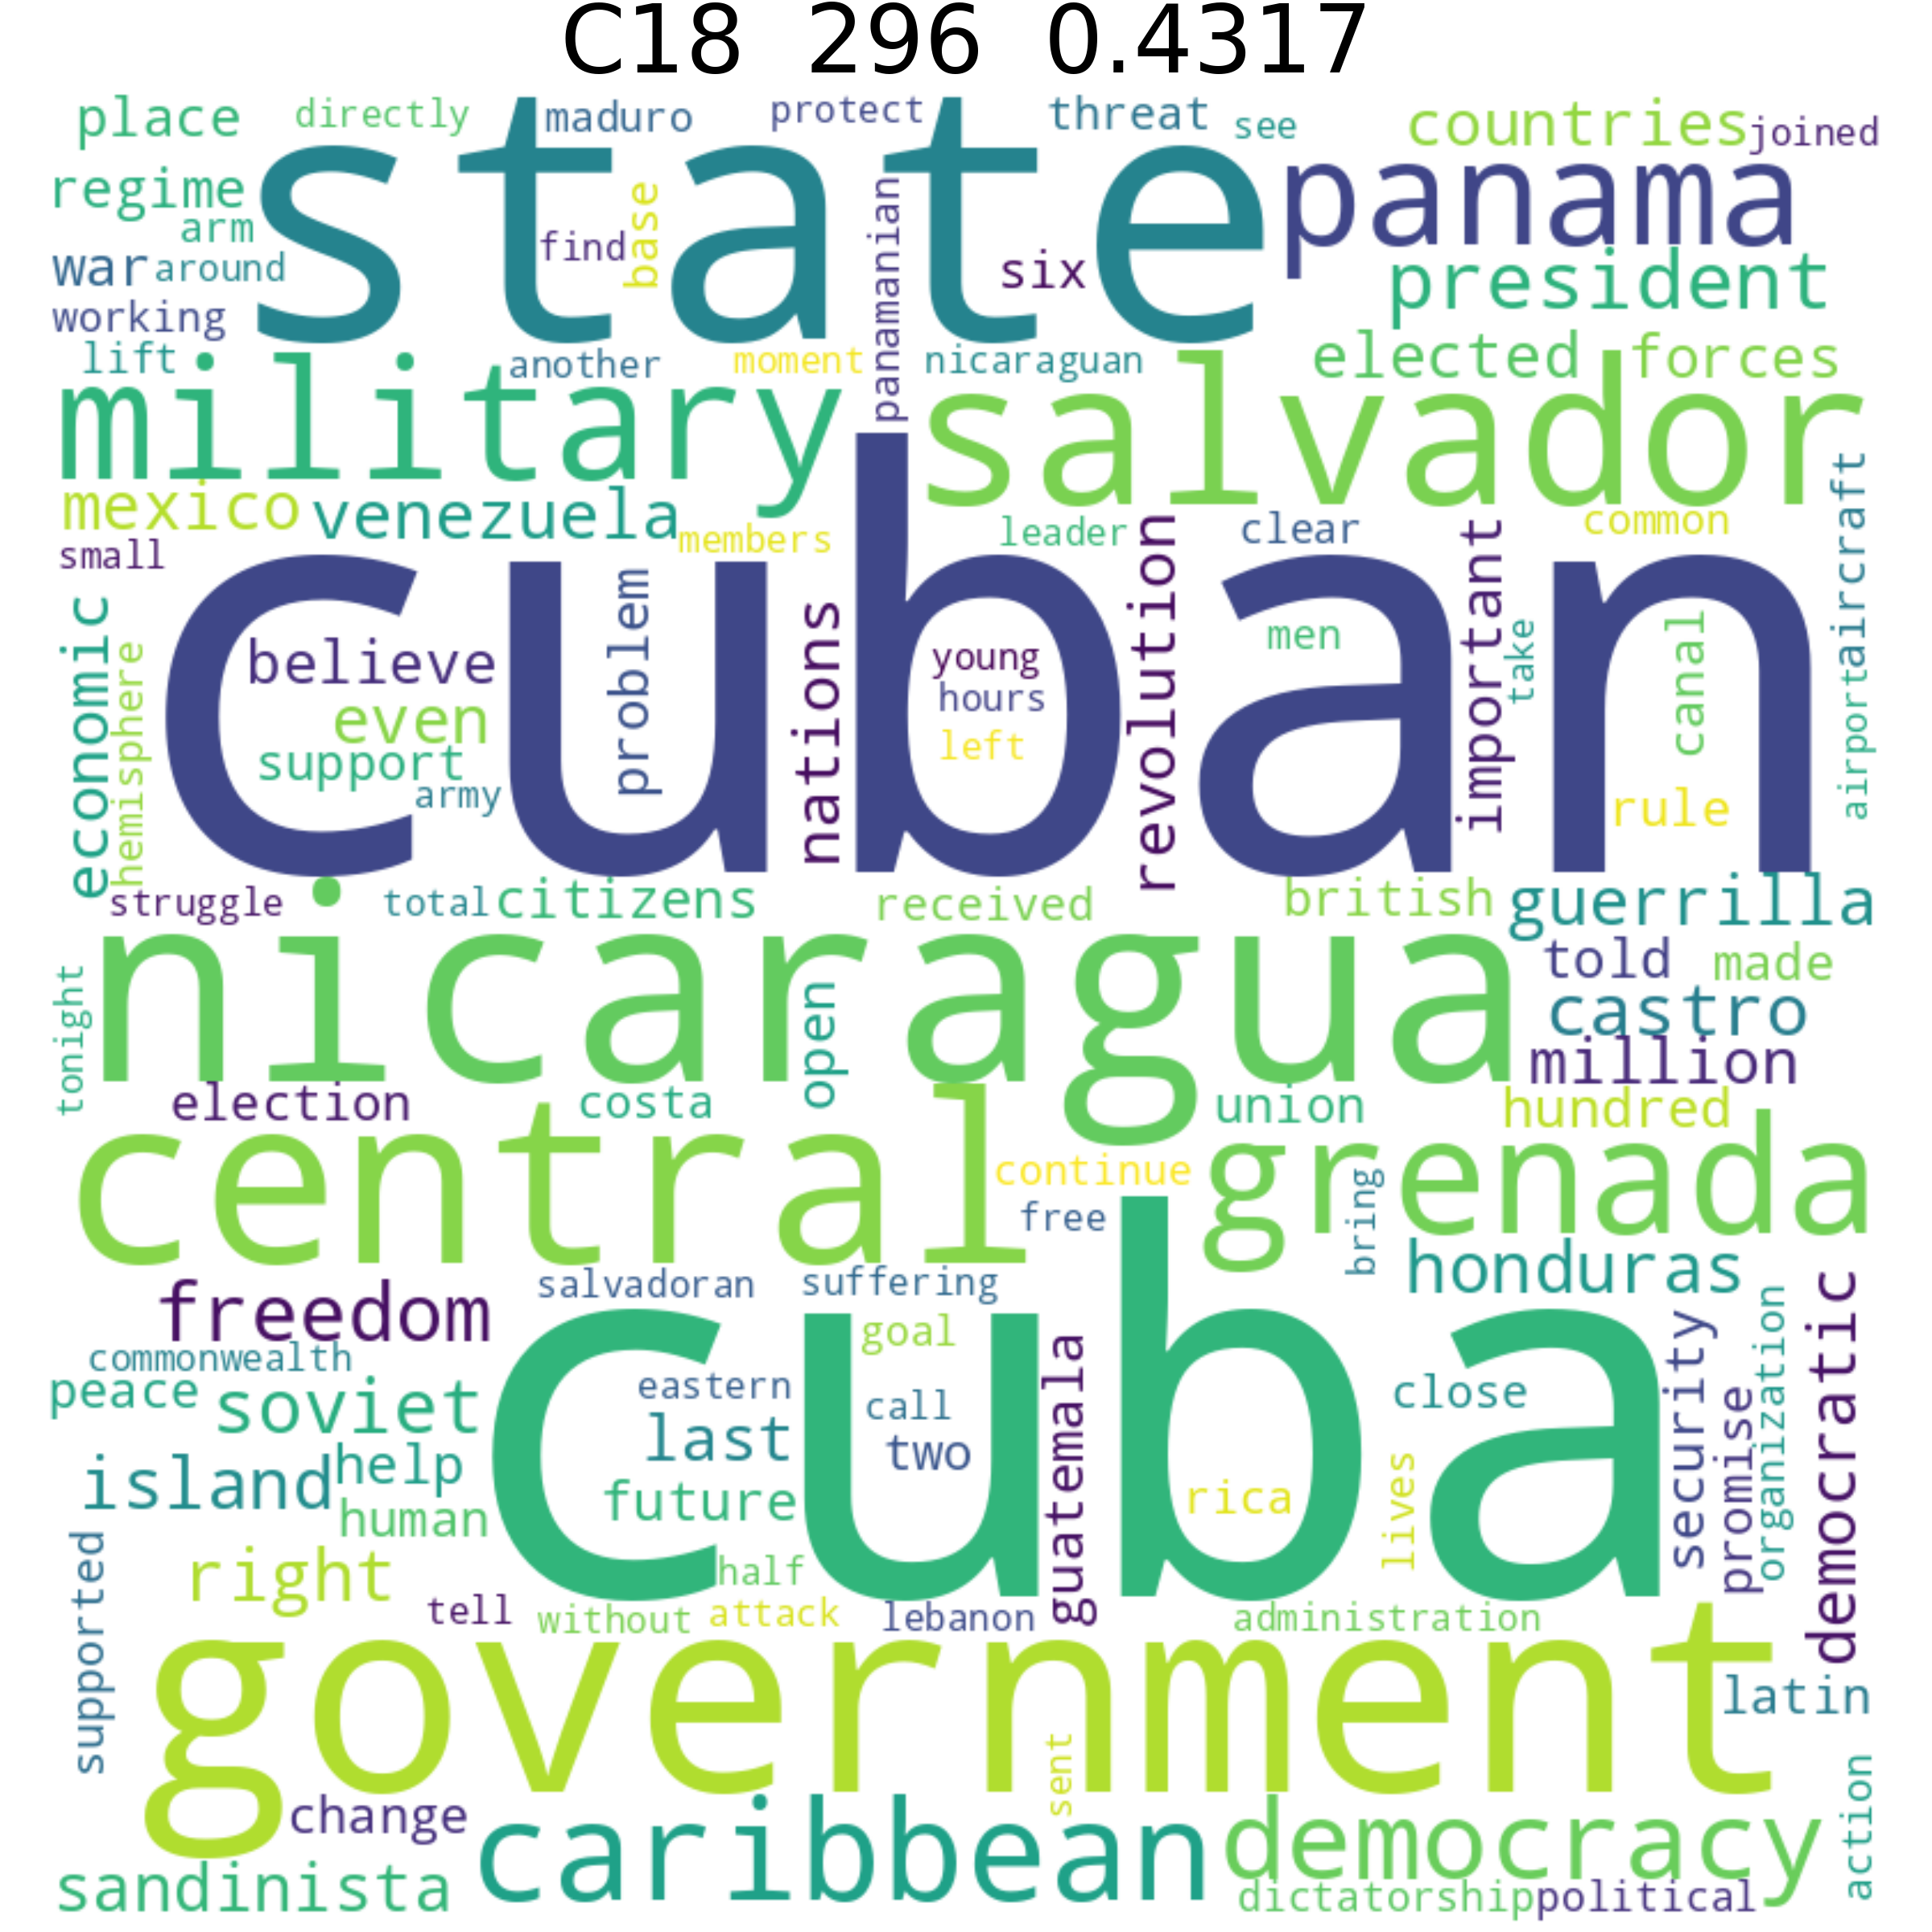 C18 296 0.4317
place directly maduro protect threat see countries joined
regime state panama
arm find base panamanian six
war around president
working
lift another moment nicaraguan elected forces
military salvador
mexico venezuela members leader clear common aircraft
small cuban
economic hemisphere believe problem nations young revolution men important take canal airport
even hours
support left
army rule
struggle total citizens received british guerrilla
nicaragua told made
tonight open castro
million
election costa union hundred
central continue grenada
free bring
freedom salvadoran suffering honduras
cuba goal
commonwealth
peace soviet eastern call guatemala close security promise organization democratic
last two
island help future rica lives
human
supported right half
tell without attack lebanon administration
government latin
sent action
change caribbean democracy
sandinista dictatorship political